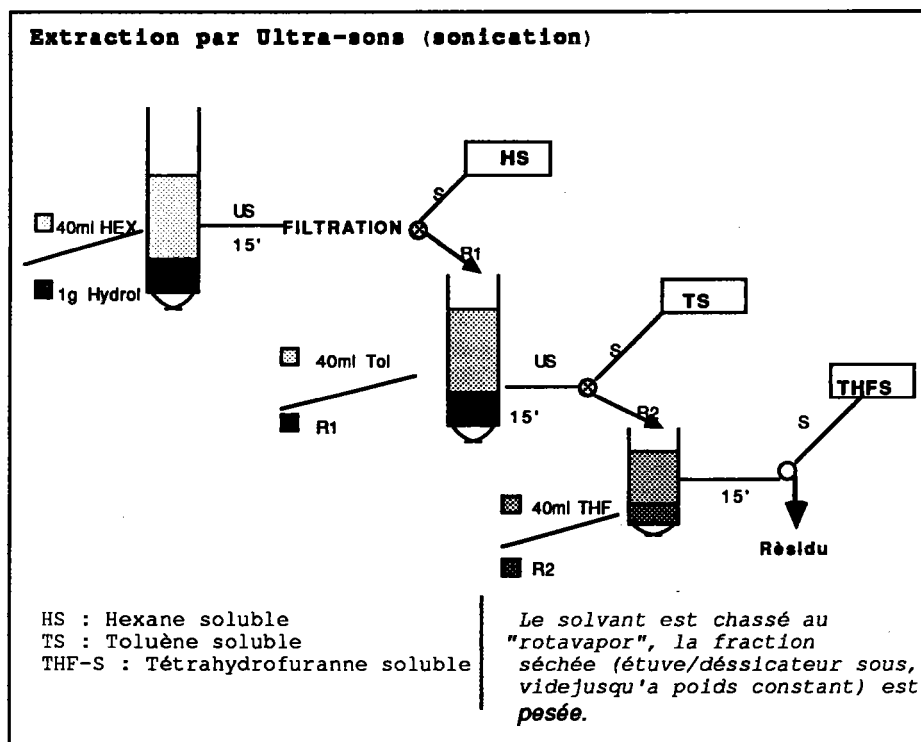 Extraction par Ultra-sons (sonication)
HS
S
US
40ml HEX
FILTRATION
15'
R1
1g Hydrol
TS
S
40ml Tol
US
THFS
R1
15'
R2
S
40ml THF
15'
Rèsidu
R2
HS : Hexane soluble
TS : Toluène soluble
THF-S : Tétrahydrofuranne soluble
Le solvant est chassé au
"rotavapor", la fraction
séchée (étuve/déssicateur sous,
videjusqu'a poids constant) est
pesée.